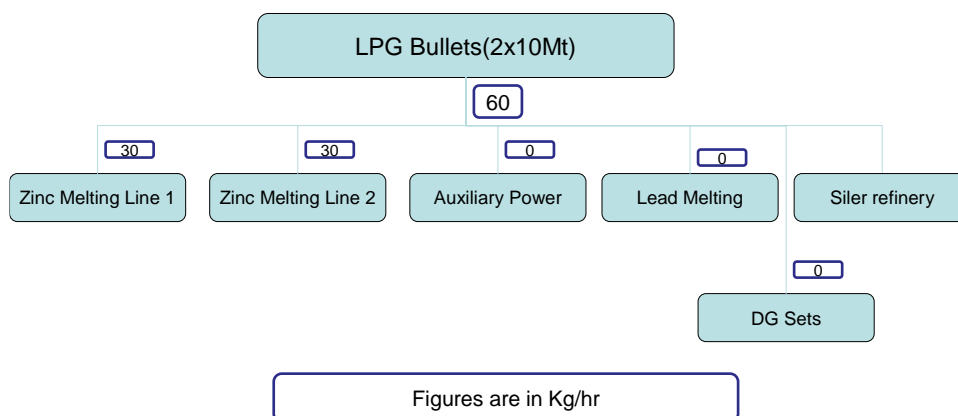 LPG Bullets(2x10Mt)
60
30
30
0
0
Zinc Melting Line 1
Zinc Melting Line 2
Auxiliary Power
Lead Melting
Siler refinery
0
DG Sets
Figures are in Kg/hr